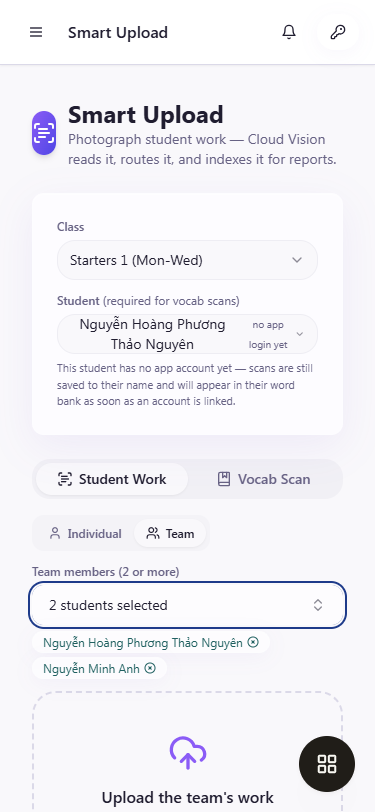 Smart Upload
Smart Upload
Photograph student work — Cloud Vision
reads it, routes it, and indexes it for reports.
Class
Starters 1 (Mon-Wed)
Student (required for vocab scans)
Nguyễn Hoàng Phương
Thảo Nguyên
no app
login yet
This student has no app account yet — scans are still
saved to their name and will appear in their word
bank as soon as an account is linked.
Student Work
Vocab Scan
Individual
Team
Team members (2 or more)
2 students selected
Nguyễn Hoàng Phương Thảo Nguyên
Nguyễn Minh Anh
Upload the team's work